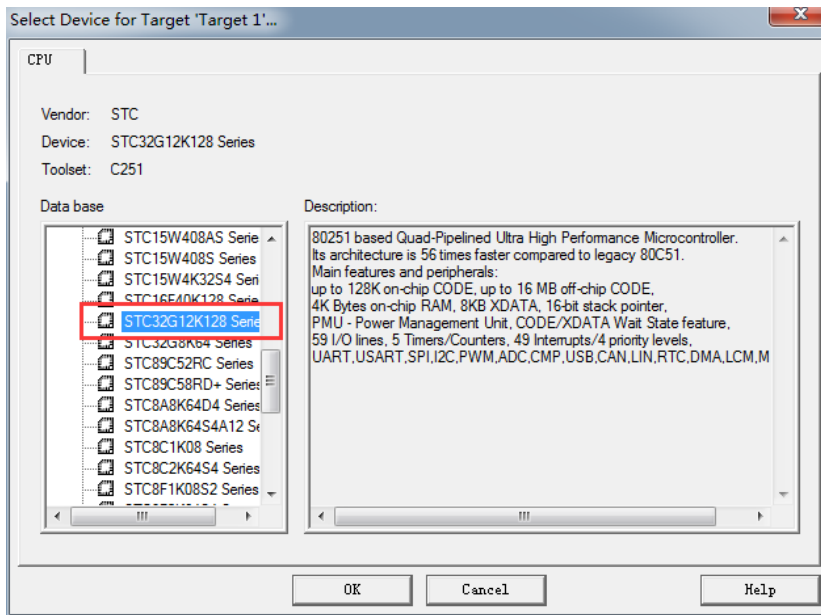 Select Device for Target 'Target 1'...
CPU
Vendor: STC
Device: STC32G12K128 Series
Toolset: C251
Data base
STC15W408AS Serie
STC15W408S Series
STC15W4K32S4 Seri
STC16F40K128 Serie
STC32G12K128 Serie
STC32G8K64 Series
STC89C52RC Series
STC89C58RD+ Series
STC8A8K64D4 Series
STC8A8K64S4A12 Se
STC8C1K08 Series
STC8C2K64S4 Series
STC8F1K08S2 Series
Description:
80251 based Quad-Pipelined Ultra High Performance Microcontroller.
Its architecture is 56 times faster compared to legacy 80C51.
Main features and peripherals:
up to 128K on-chip CODE, up to 16 MB off-chip CODE,
4K Bytes on-chip RAM, 8KB XDATA, 16-bit stack pointer,
PMU - Power Management Unit, CODE/XDATA Wait State feature,
59 I/O lines, 5 Timers/Counters, 49 Interrupts/4 priority levels,
UART,USART,SPI,I2C,PWM,ADC,CMP,USB,CAN,LIN,RTC,DMA,LCM,M
OK
Cancel
Help